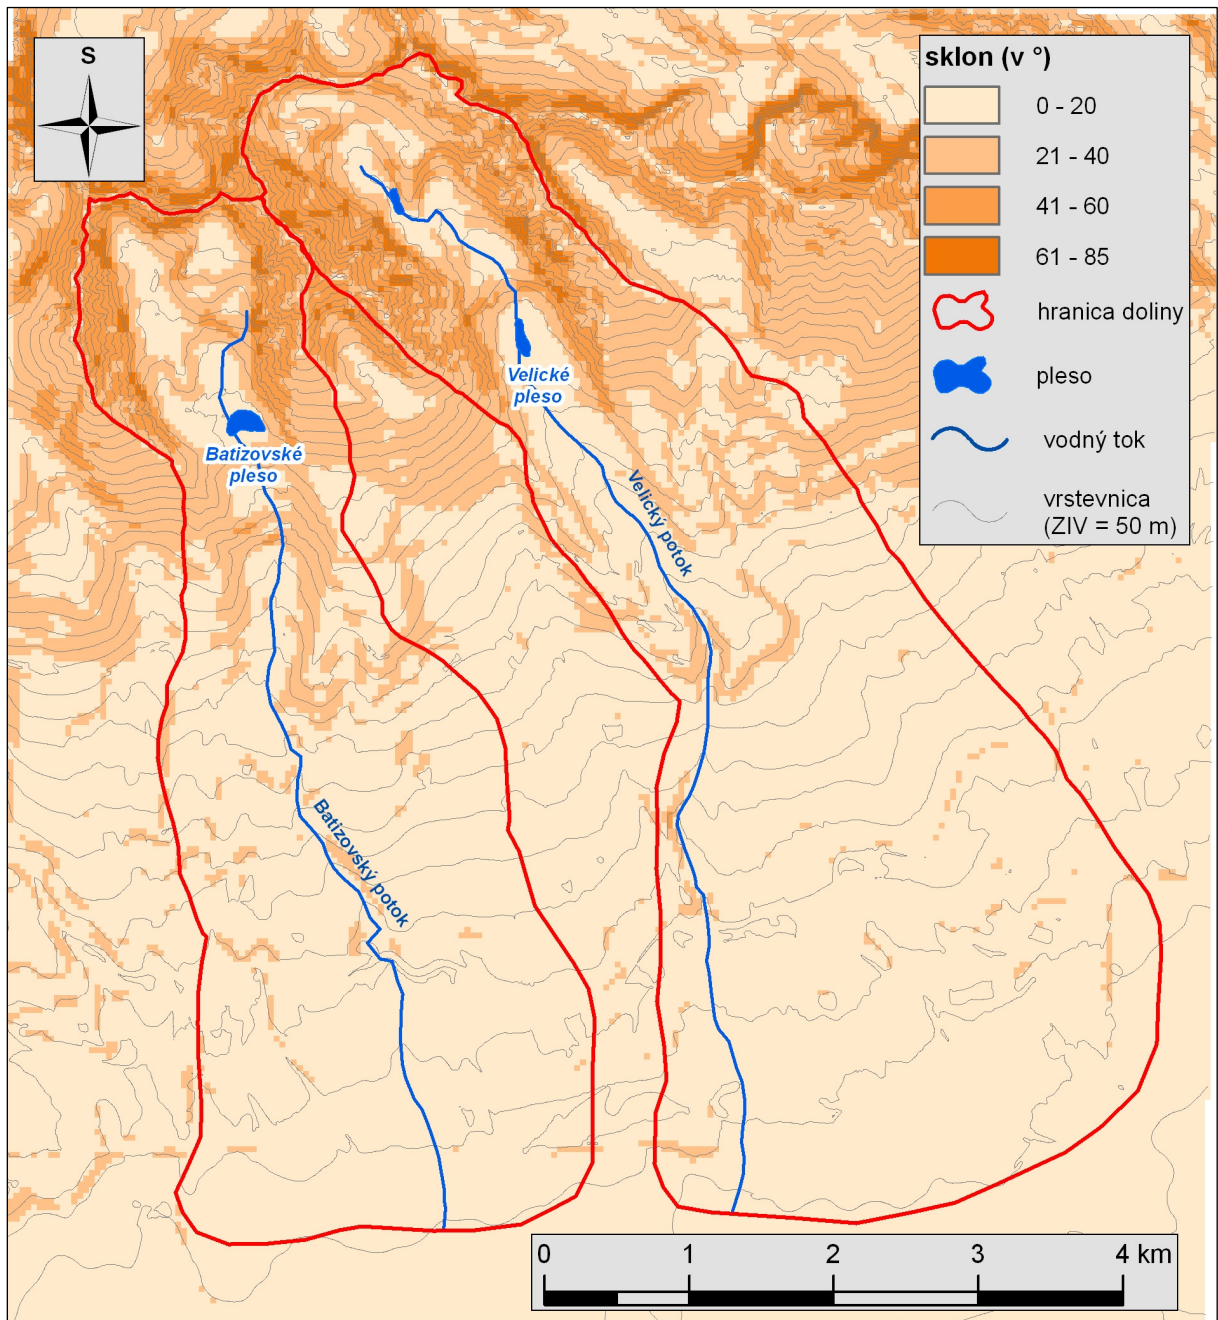 S
sklon (v °)
0 - 20
21 - 40
41 - 60
61 - 85
hranica doliny
pleso
vodný tok
vrstevnica
(ZIV = 50 m)
Velické
pleso
Batizovské
pleso
Velický potok
Batizovský potok
0 1 2 3 4 km